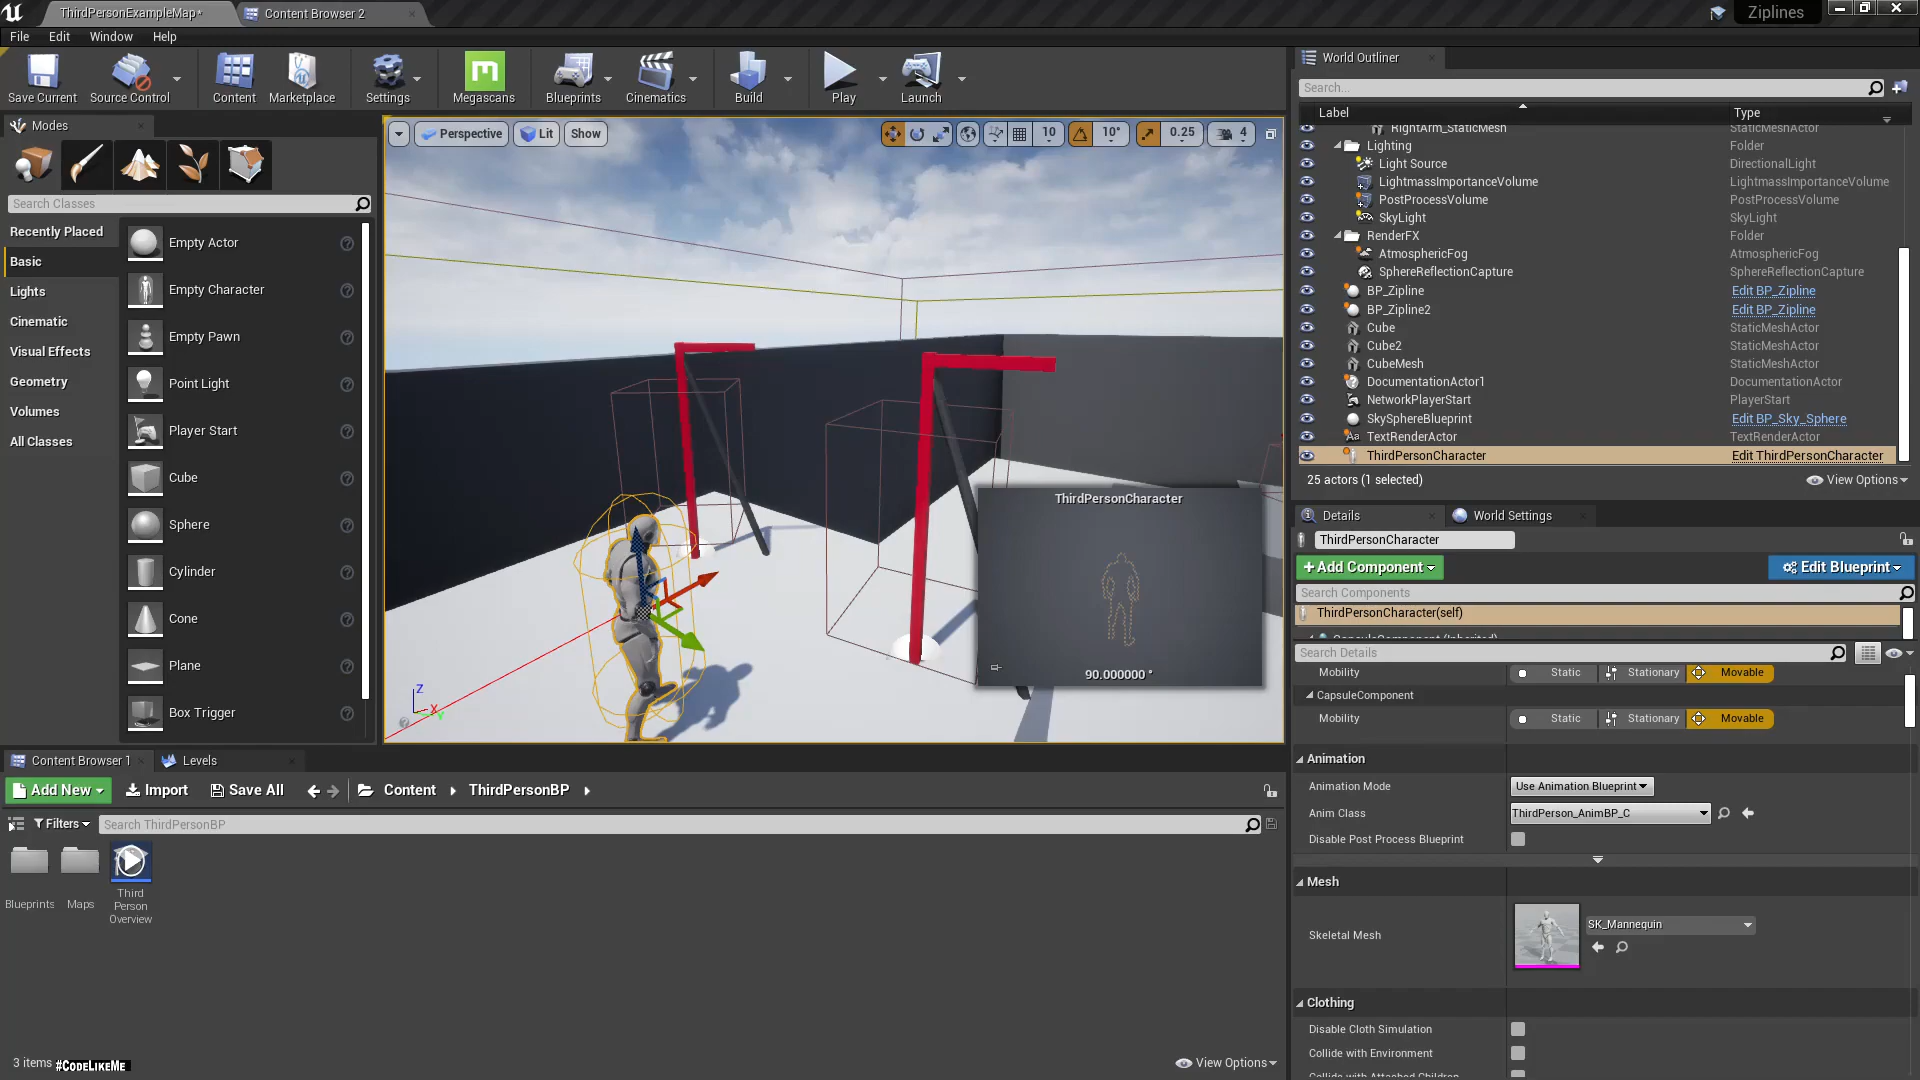 ThirdPersonExampleMap*
Content Browser 2
Ziplines
File
Edit
Window
Help
World Outliner
Save Current
Source Control
Content
Marketplace
Settings
Megascans
Blueprints
Cinematics
Build
Play
Launch
Search...
Label
Type
Modes
Perspective
Lit
Show
10
10°
0.25
4
RightArm_StaticMesh
StaticMeshActor
Lighting
Folder
Light Source
DirectionalLight
LightmassImportanceVolume
LightmassImportanceVolume
PostProcessVolume
PostProcessVolume
SkyLight
SkyLight
RenderFX
Folder
AtmosphericFog
AtmosphericFog
SphereReflectionCapture
SphereReflectionCapture
BP_Zipline
Edit BP_Zipline
BP_Zipline2
Edit BP_Zipline
Cube
StaticMeshActor
Cube2
StaticMeshActor
CubeMesh
StaticMeshActor
DocumentationActor1
DocumentationActor
NetworkPlayerStart
PlayerStart
SkySphereBlueprint
Edit BP_Sky_Sphere
TextRenderActor
TextRenderActor
ThirdPersonCharacter
Edit ThirdPersonCharacter
25 actors (1 selected)
View Options
Search Classes
Recently Placed
Basic
Lights
Cinematic
Visual Effects
Geometry
Volumes
All Classes
Empty Actor
Empty Character
Empty Pawn
Point Light
Player Start
Cube
Sphere
Cylinder
Cone
Plane
Box Trigger
ThirdPersonCharacter
90.000000 °
Z
X
Y
Details
World Settings
ThirdPersonCharacter
+Add Component
Edit Blueprint
Search Components
ThirdPersonCharacter(self)
CapsuleComponent (Inherited)
Search Details
Mobility
Static
Stationary
Movable
CapsuleComponent
Mobility
Static
Stationary
Movable
Animation
Animation Mode
Use Animation Blueprint
Anim Class
ThirdPerson_AnimBP_C
Disable Post Process Blueprint
Mesh
Skeletal Mesh
SK_Mannequin
Clothing
Disable Cloth Simulation
Collide with Environment
Collide with Attached Children
Content Browser 1
Levels
Add New
Import
Save All
Content
ThirdPersonBP
Filters
Search ThirdPersonBP
Blueprints
Maps
Third
Person
Overview
3 items
#CodeLikeMe
View Options